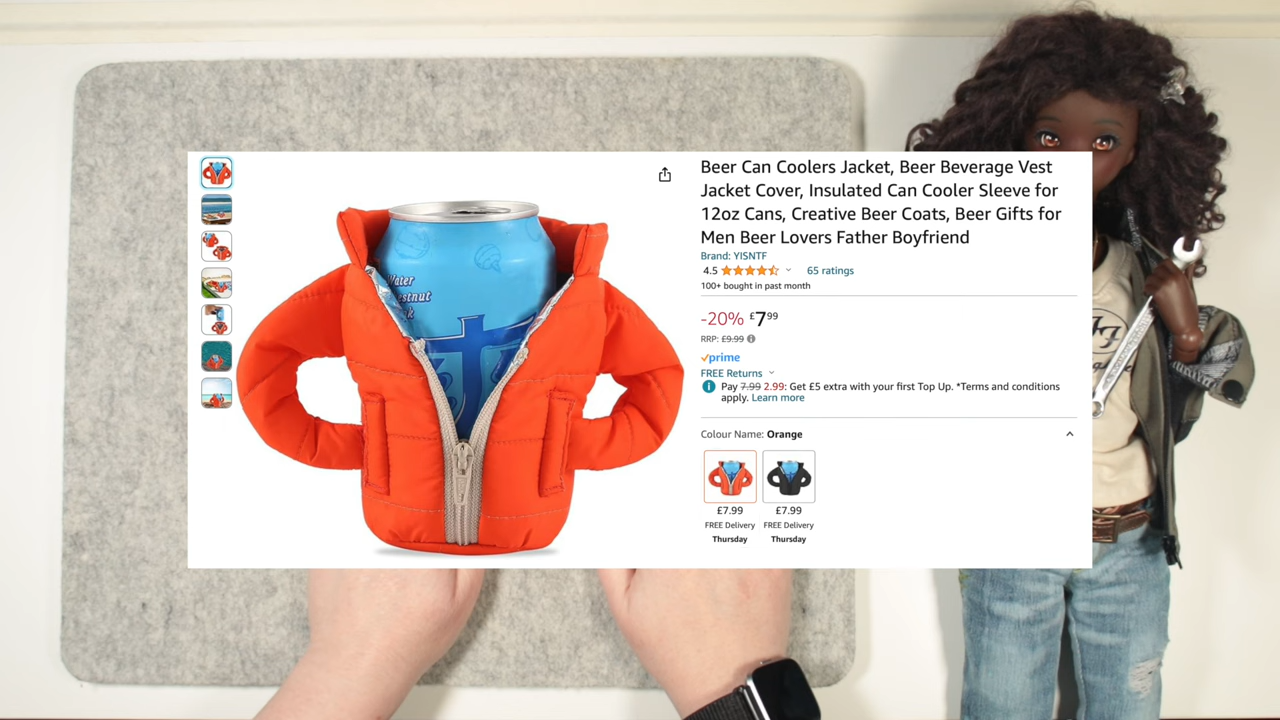 Beer Can Coolers Jacket, Beer Beverage Vest
Jacket Cover, Insulated Can Cooler Sleeve for
12oz Cans, Creative Beer Coats, Beer Gifts for
Men Beer Lovers Father Boyfriend
Brand: YISNTF
4.5 65 ratings
100+ bought in past month
-20% £7.99
RRP: £9.99
prime
FREE Returns
Pay 7.99 2.99: Get £5 extra with your first Top Up. *Terms and conditions
apply. Learn more
Colour Name: Orange
£7.99 £7.99
FREE Delivery FREE Delivery
Thursday Thursday
Water